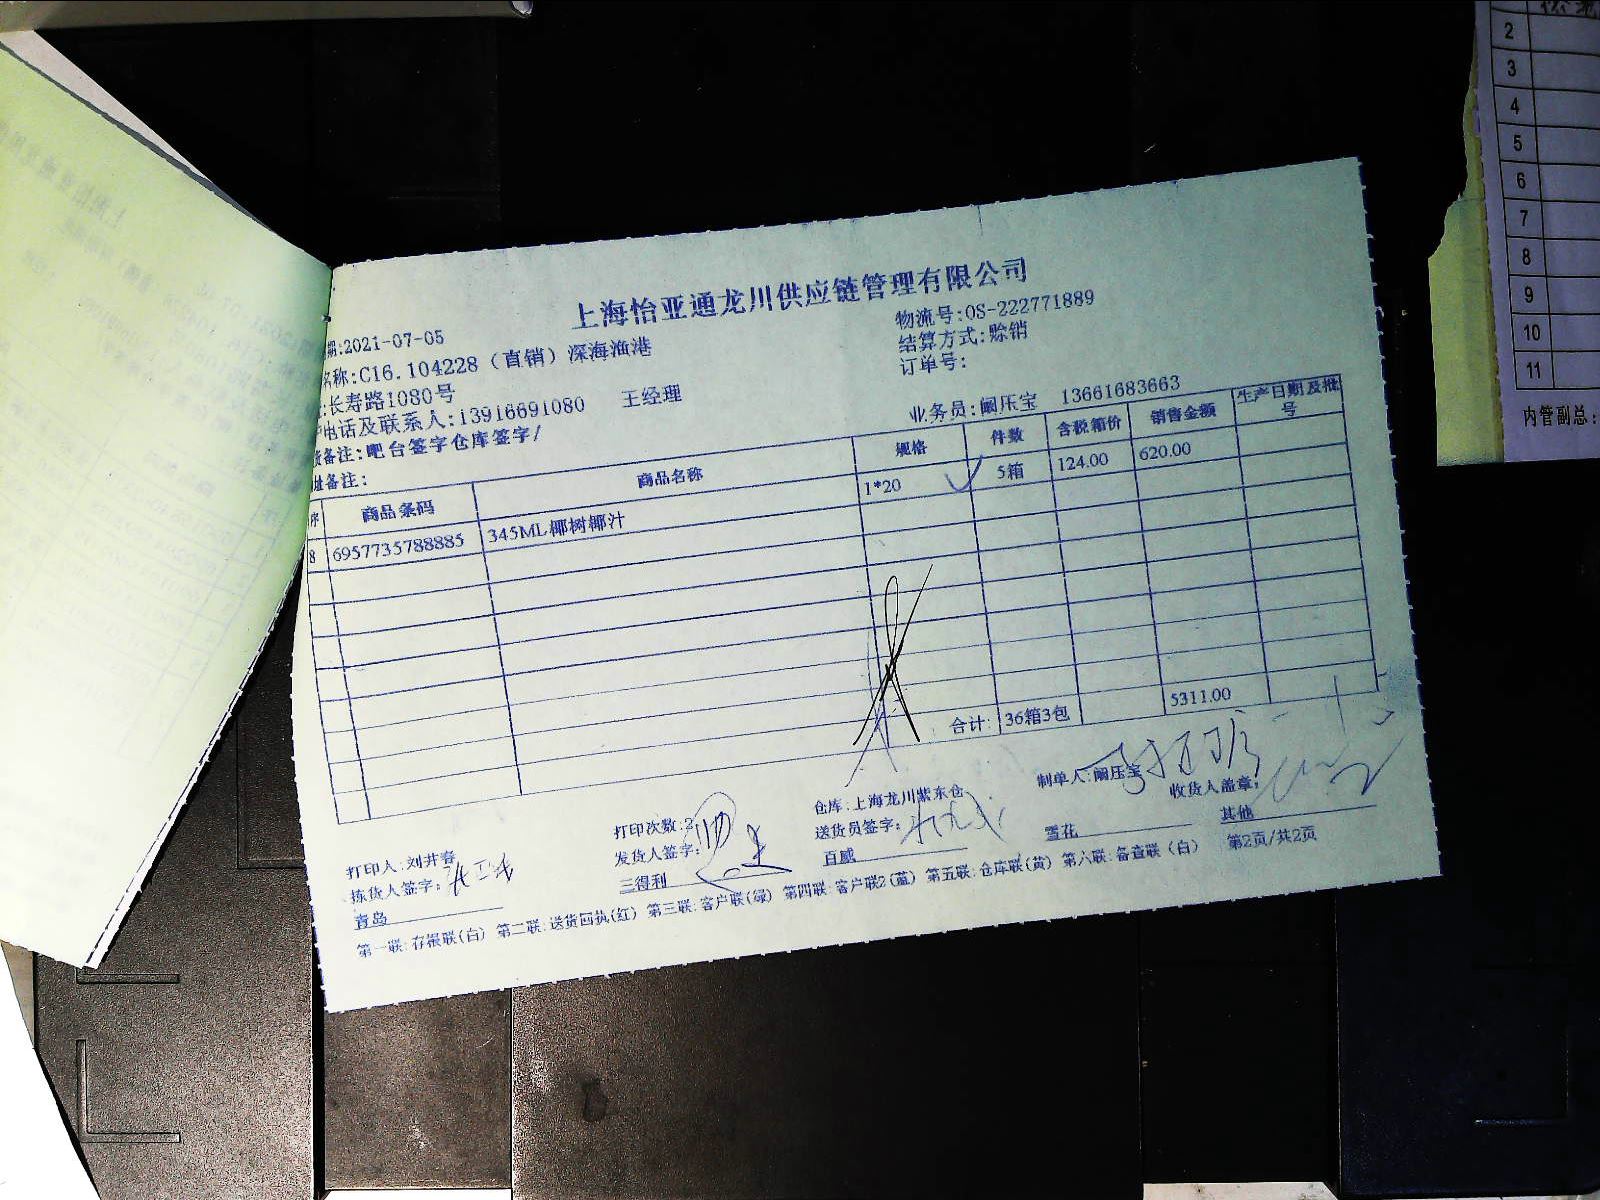 上海怡亚通龙川供应链管理有限公司
期:2021-07-05
物流号:OS-222771889
名称:C16.104228（直销）深海渔港
结算方式:赊销
:长寿路1080号
订单号:
电话及联系人:13916691080 王经理
业务员:阚压宝 13661683663
货备注:吧台签字仓库签字/
址备注:
序 商品条码 商品名称 规格 件数 含税箱价 销售金额 生产日期及批号
8 6957735788885 345ML椰树椰汁 1*20 5箱 124.00 620.00
合计: 36箱3包 5311.00
打印人:刘井春 打印次数:2 仓库:上海龙川紫东仓 制单人:阚压宝 收货人盖章:
拣货人签字: 发货人签字: 送货员签字:
青岛 三得利 百威 雪花 其他
第一联:存根联(白) 第二联:送货回执(红) 第三联:客户联(绿) 第四联:客户联2(蓝) 第五联:仓库联(黄) 第六联:备查联(白) 第2页/共2页
2
3
4
5
6
7
8
9
10
11
内管副总: